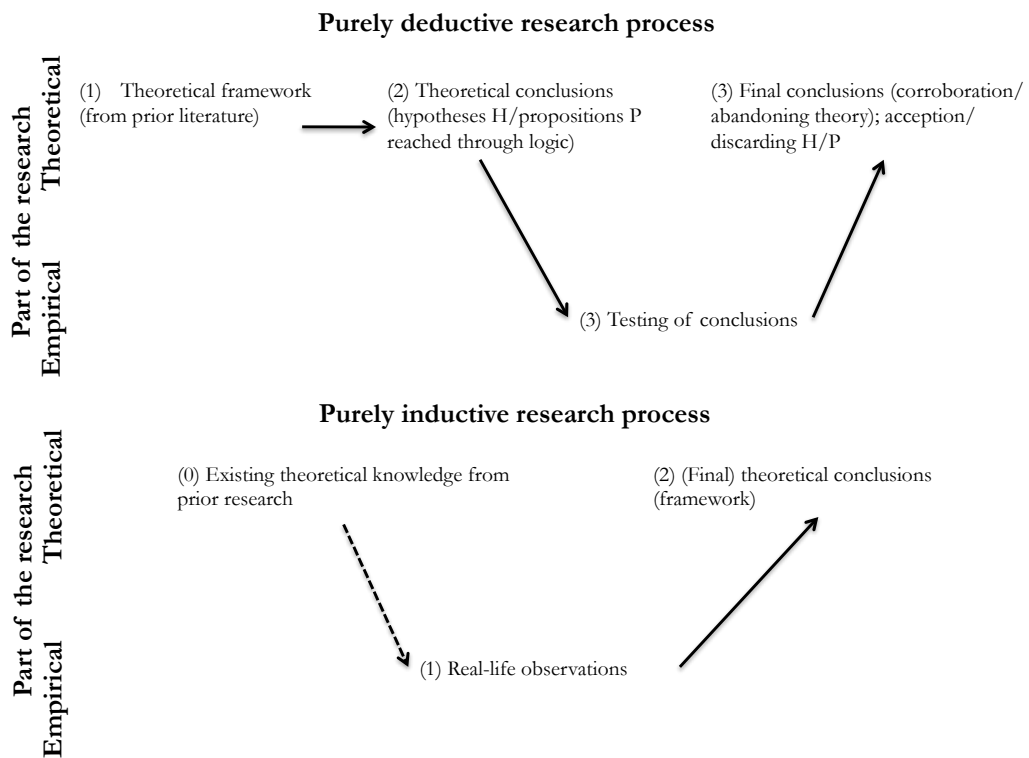 Purely deductive research process
Part of the research
Theoretical
Empirical
(1) Theoretical framework
(from prior literature)
(2) Theoretical conclusions
(hypotheses H/propositions P
reached through logic)
(3) Final conclusions (corroboration/
abandoning theory); acception/
discarding H/P
(3) Testing of conclusions
Purely inductive research process
Part of the research
Theoretical
Empirical
(0) Existing theoretical knowledge from
prior research
(2) (Final) theoretical conclusions
(framework)
(1) Real-life observations